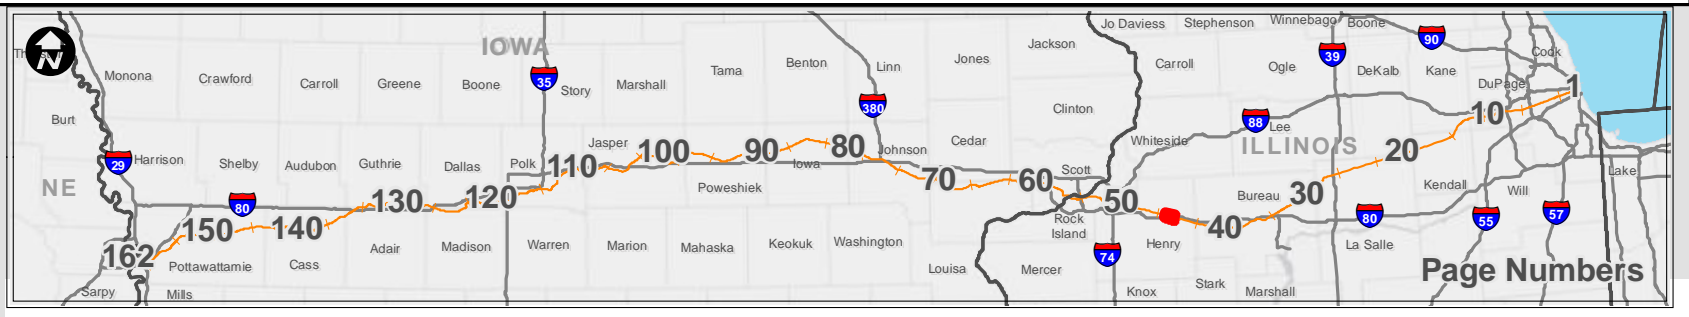 Jo Daviess Stephenson Winnebago Boone
IOWA
N
Jackson
90
Cook
39
Monona Crawford Carroll Greene Boone 35 Story Marshall Tama Benton Linn Jones Carroll Ogle DeKalb Kane
DuPage 1
380 Clinton
Burt 88 Lee 10
Whiteside ILLINOIS
29 Harrison Shelby Audubon Guthrie Dallas Polk Jasper 110 100 90 Iowa 80 Johnson Cedar 20
NE 80 130 120 Poweshiek 70 60 Scott Bureau 30 Kendall Will Lake
50
162 150 140 Rock
Island 40 80 55 57
Pottawattamie Cass Adair Madison Warren Marion Mahaska Keokuk Washington 74 Henry La Salle
Louisa Mercer Stark Page Numbers
Sarpy Mills Knox Marshall